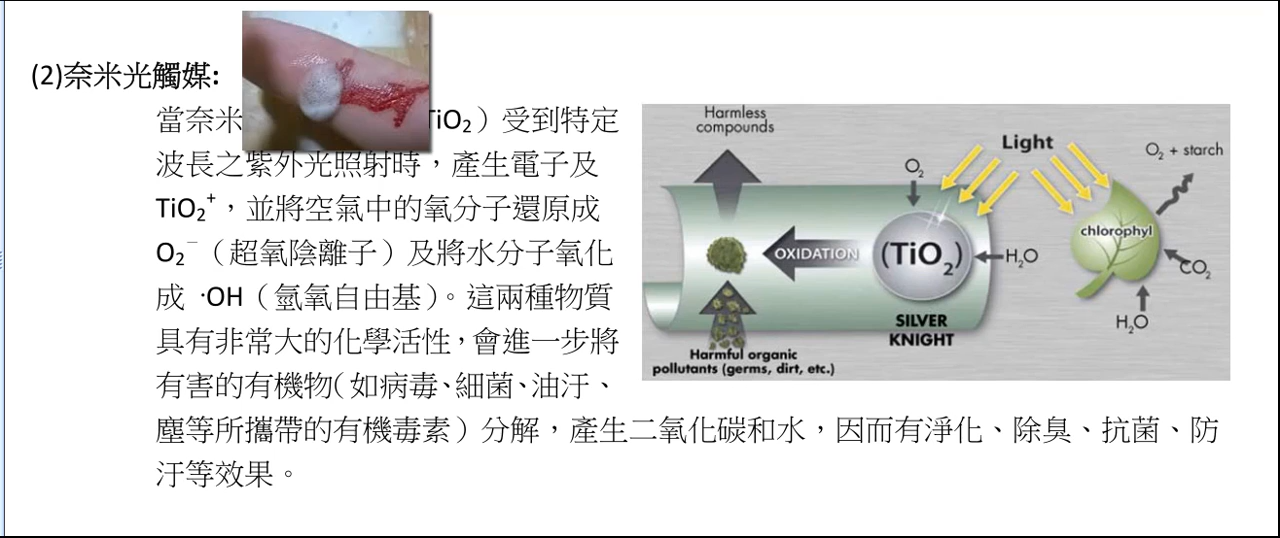 (2)奈米光觸媒:
當奈米 TiO₂）受到特定
波長之紫外光照射時，產生電子及
TiO₂⁺，並將空氣中的氧分子還原成
O₂⁻（超氧陰離子）及將水分子氧化
成 ·OH（氫氧自由基）。這兩種物質
具有非常大的化學活性，會進一步將
有害的有機物（如病毒、細菌、油汙、
塵等所攜帶的有機毒素）分解，產生二氧化碳和水，因而有淨化、除臭、抗菌、防
汙等效果。
Harmless
compounds
OXIDATION
O₂
(TiO₂)
H₂O
SILVER
KNIGHT
Harmful organic
pollutants (germs, dirt, etc.)
Light
O₂ + starch
chlorophyl
CO₂
H₂O